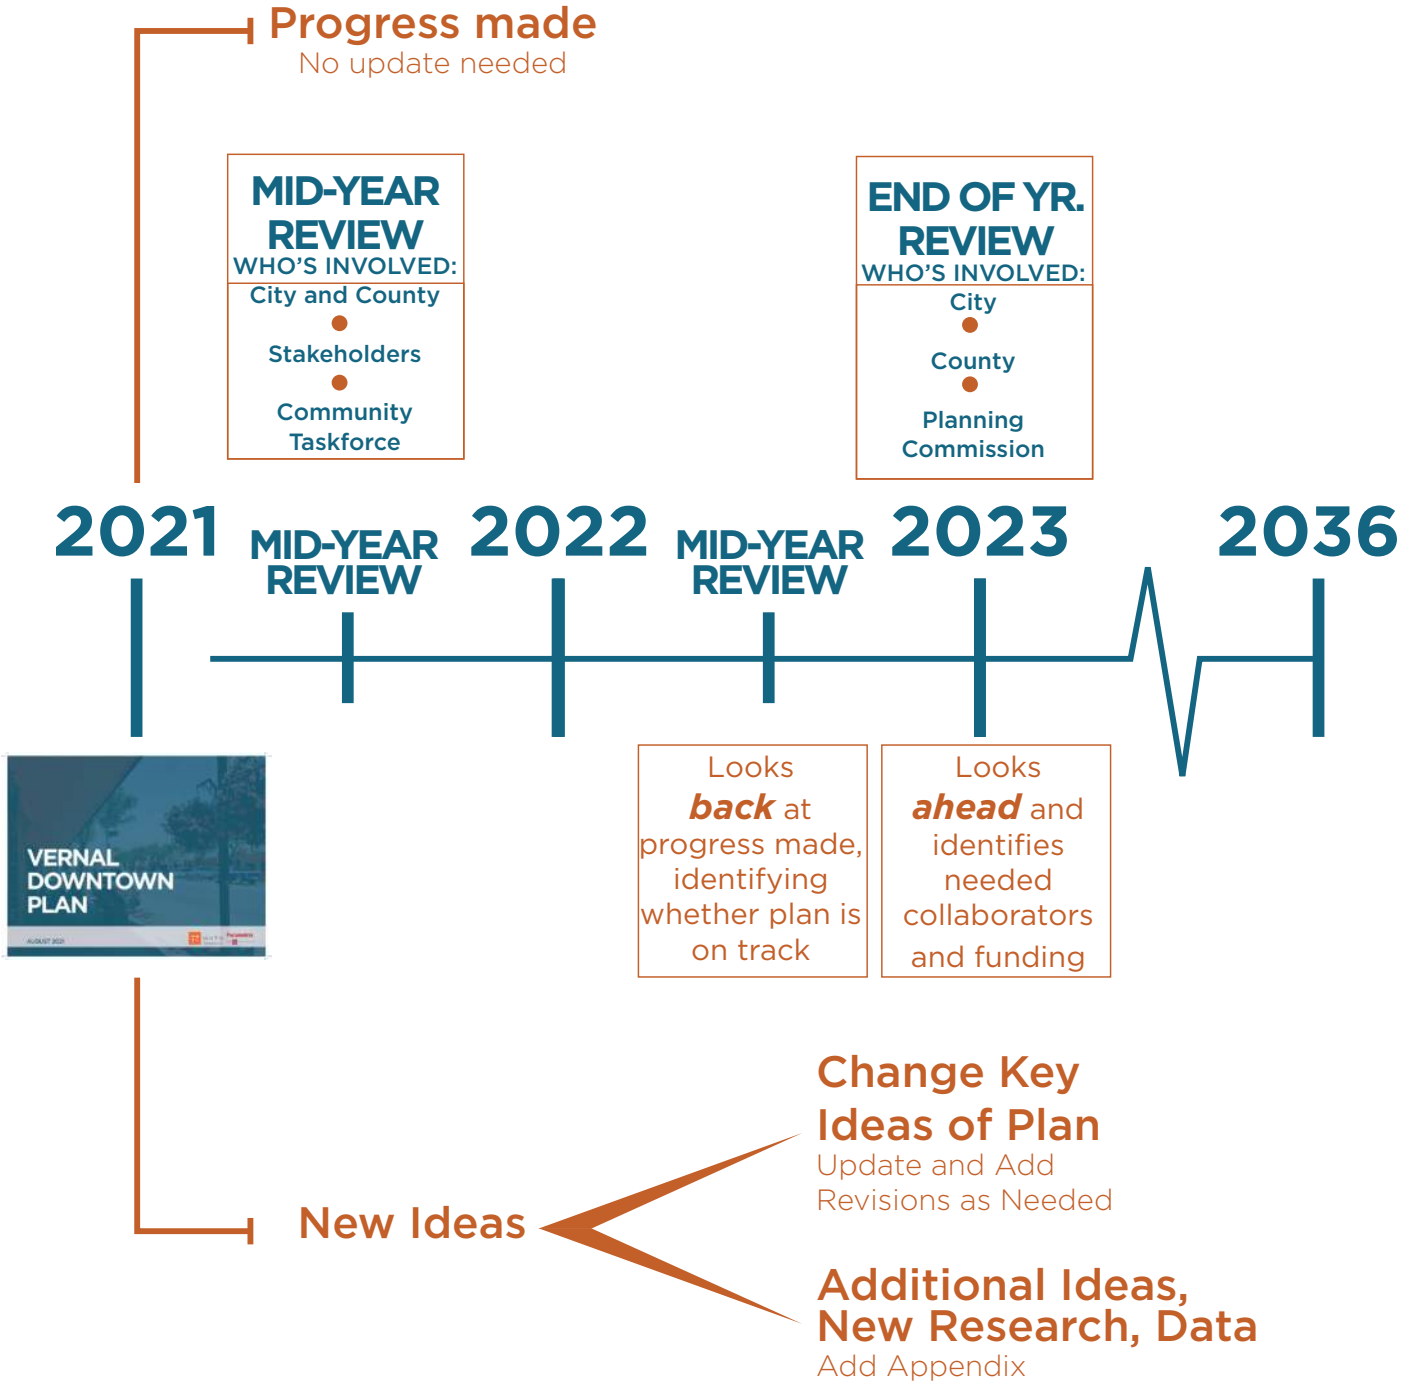 Progress made
No update needed
MID-YEAR
REVIEW
WHO'S INVOLVED:
City and County
Stakeholders
Community
Taskforce
END OF YR.
REVIEW
WHO'S INVOLVED:
City
County
Planning
Commission
2021
MID-YEAR
REVIEW
2022
MID-YEAR
REVIEW
2023
2036
VERNAL
DOWNTOWN
PLAN
AUGUST 2021
Looks
back at
progress made,
identifying
whether plan is
on track
Looks
ahead and
identifies
needed
collaborators
and funding
New Ideas
Change Key
Ideas of Plan
Update and Add
Revisions as Needed
Additional Ideas,
New Research, Data
Add Appendix